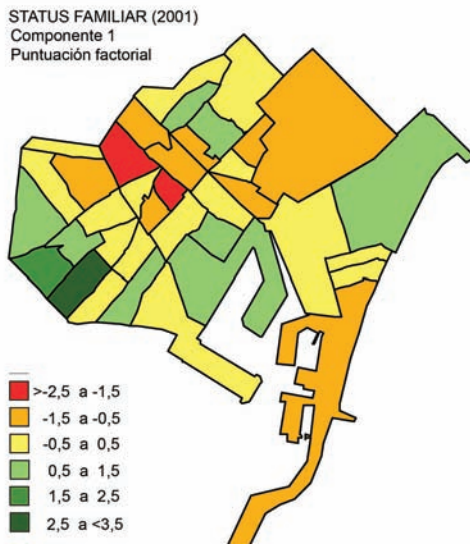 STATUS FAMILIAR (2001)
Componente 1
Puntuación factorial
>-2,5 a -1,5
-1,5 a -0,5
-0,5 a 0,5
0,5 a 1,5
1,5 a 2,5
2,5 a <3,5